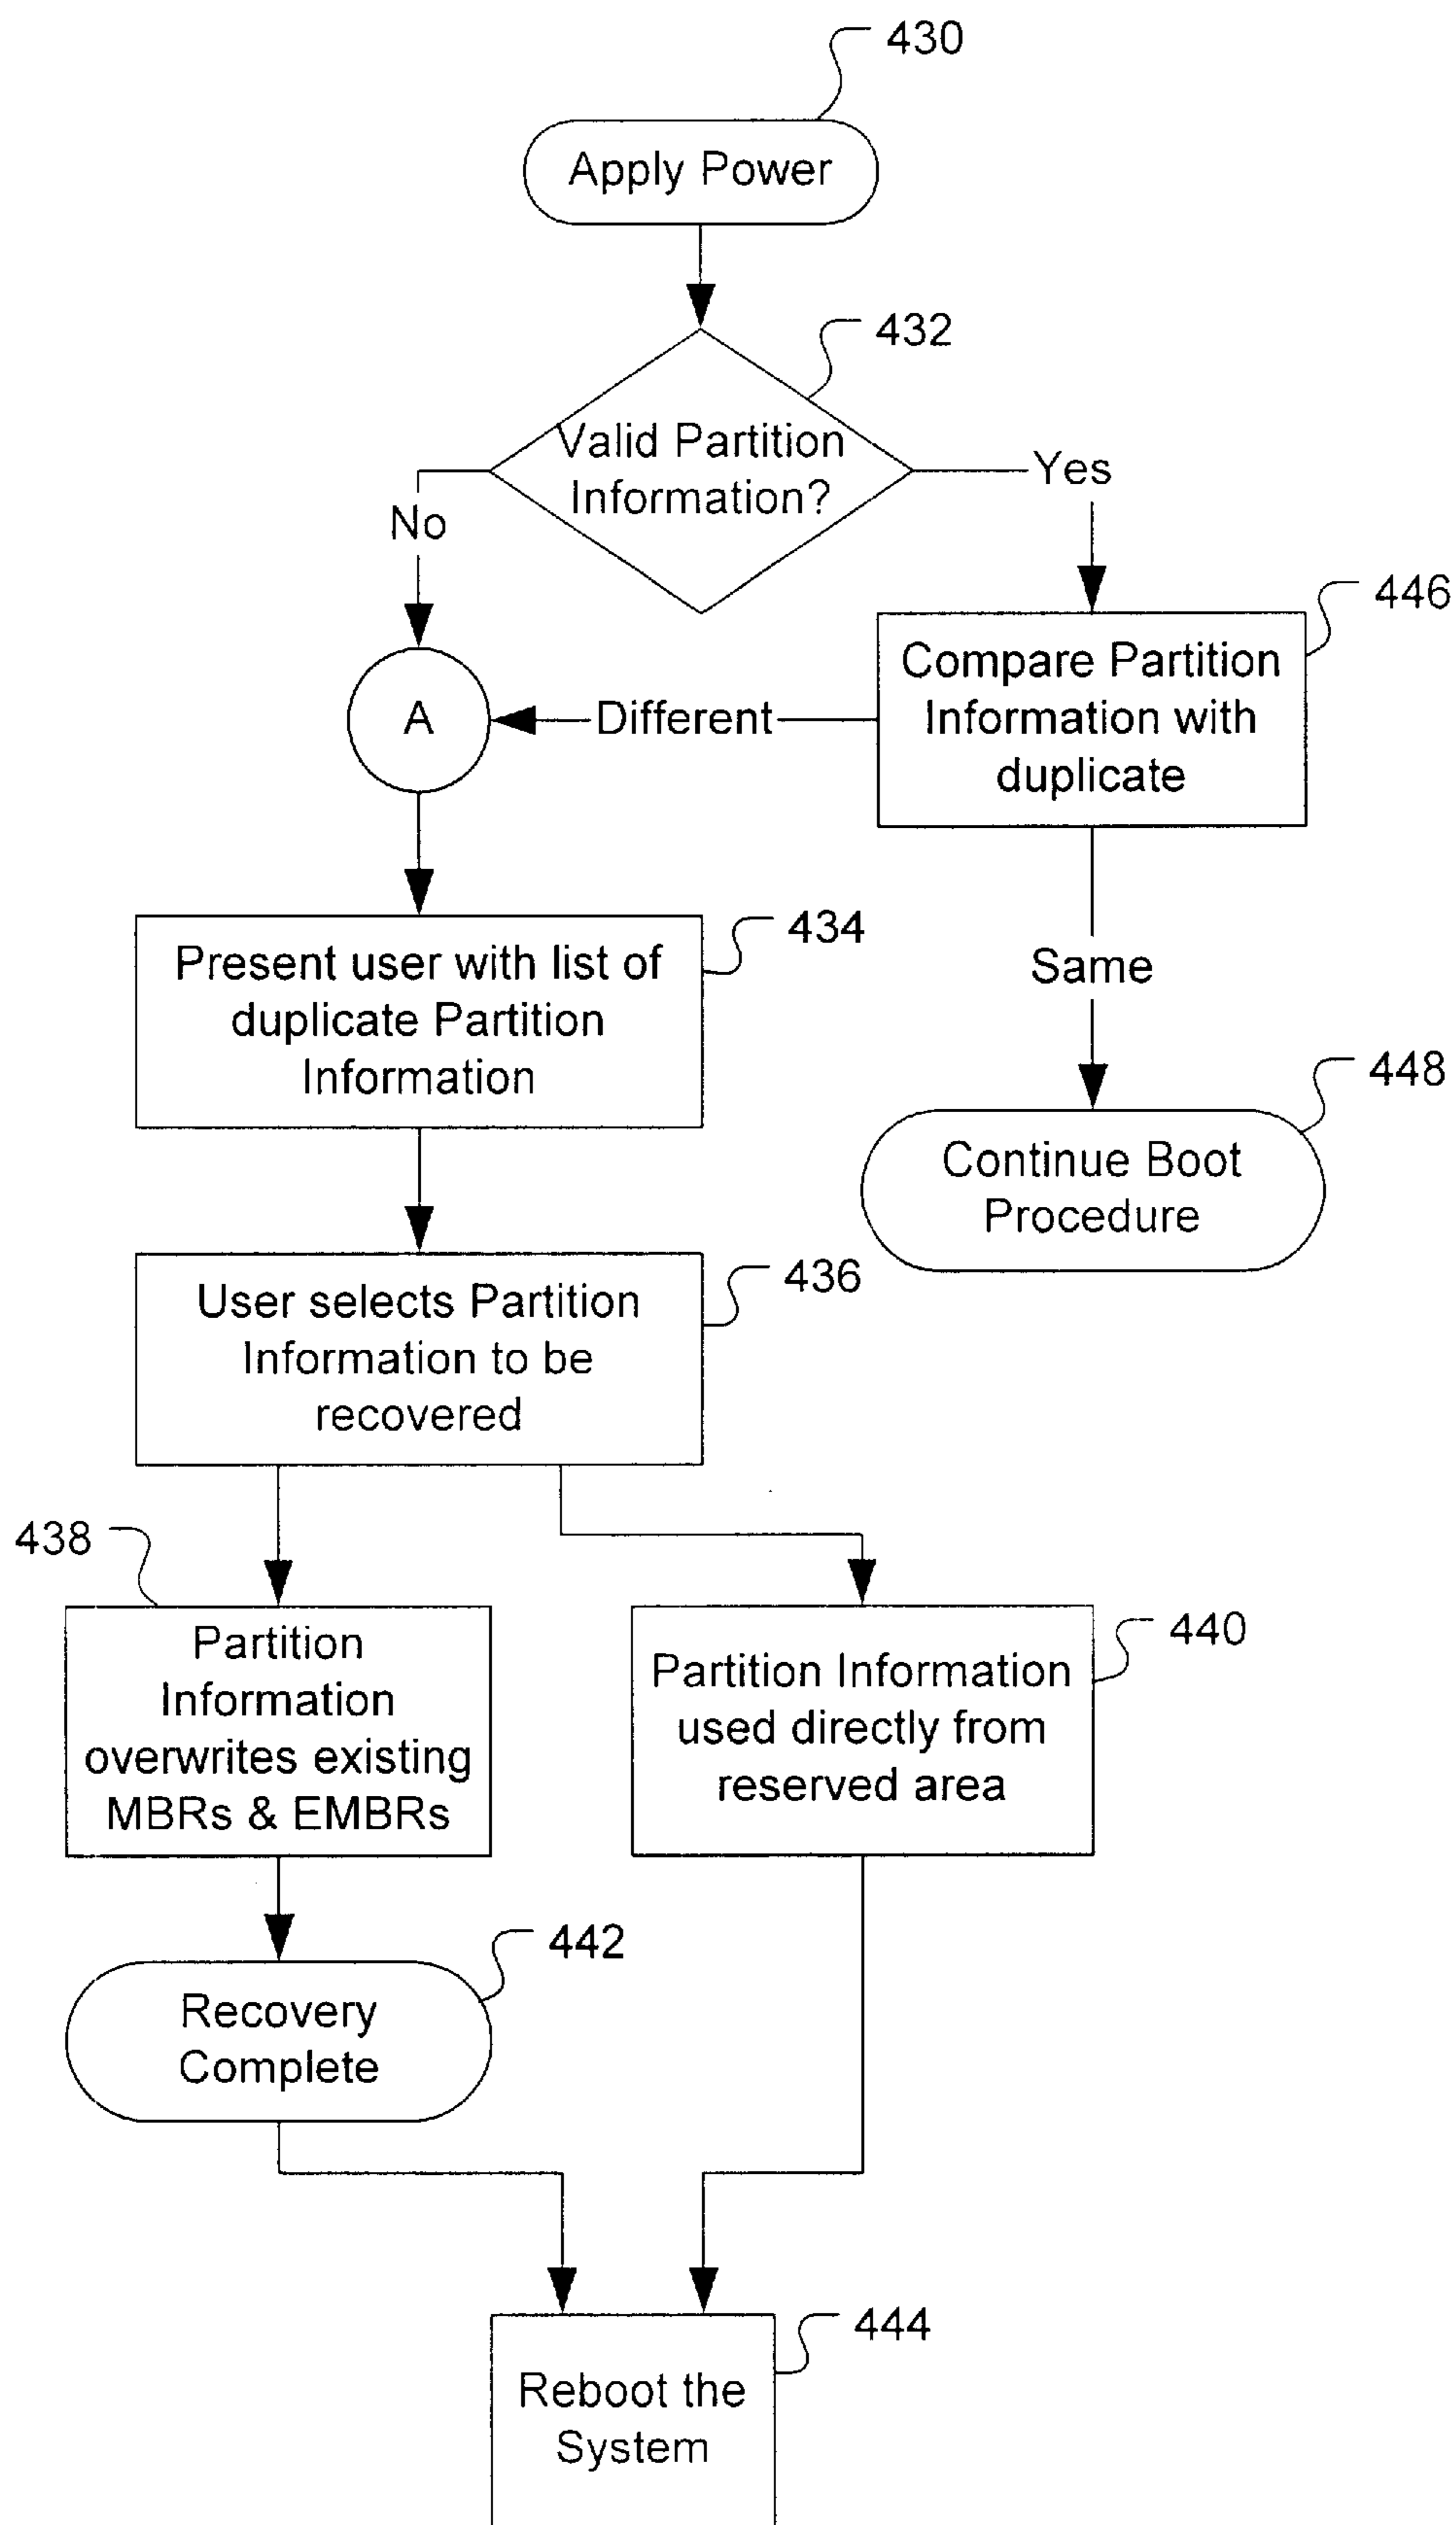 430
Apply Power
432
Valid Partition
Information?
Yes
No
446
Compare Partition
Information with
duplicate
Different
A
434
Present user with list of
duplicate Partition
Information
Same
448
Continue Boot
Procedure
436
User selects Partition
Information to be
recovered
438
Partition
Information
overwrites existing
MBRs & EMBRs
440
Partition Information
used directly from
reserved area
442
Recovery
Complete
444
Reboot the
System